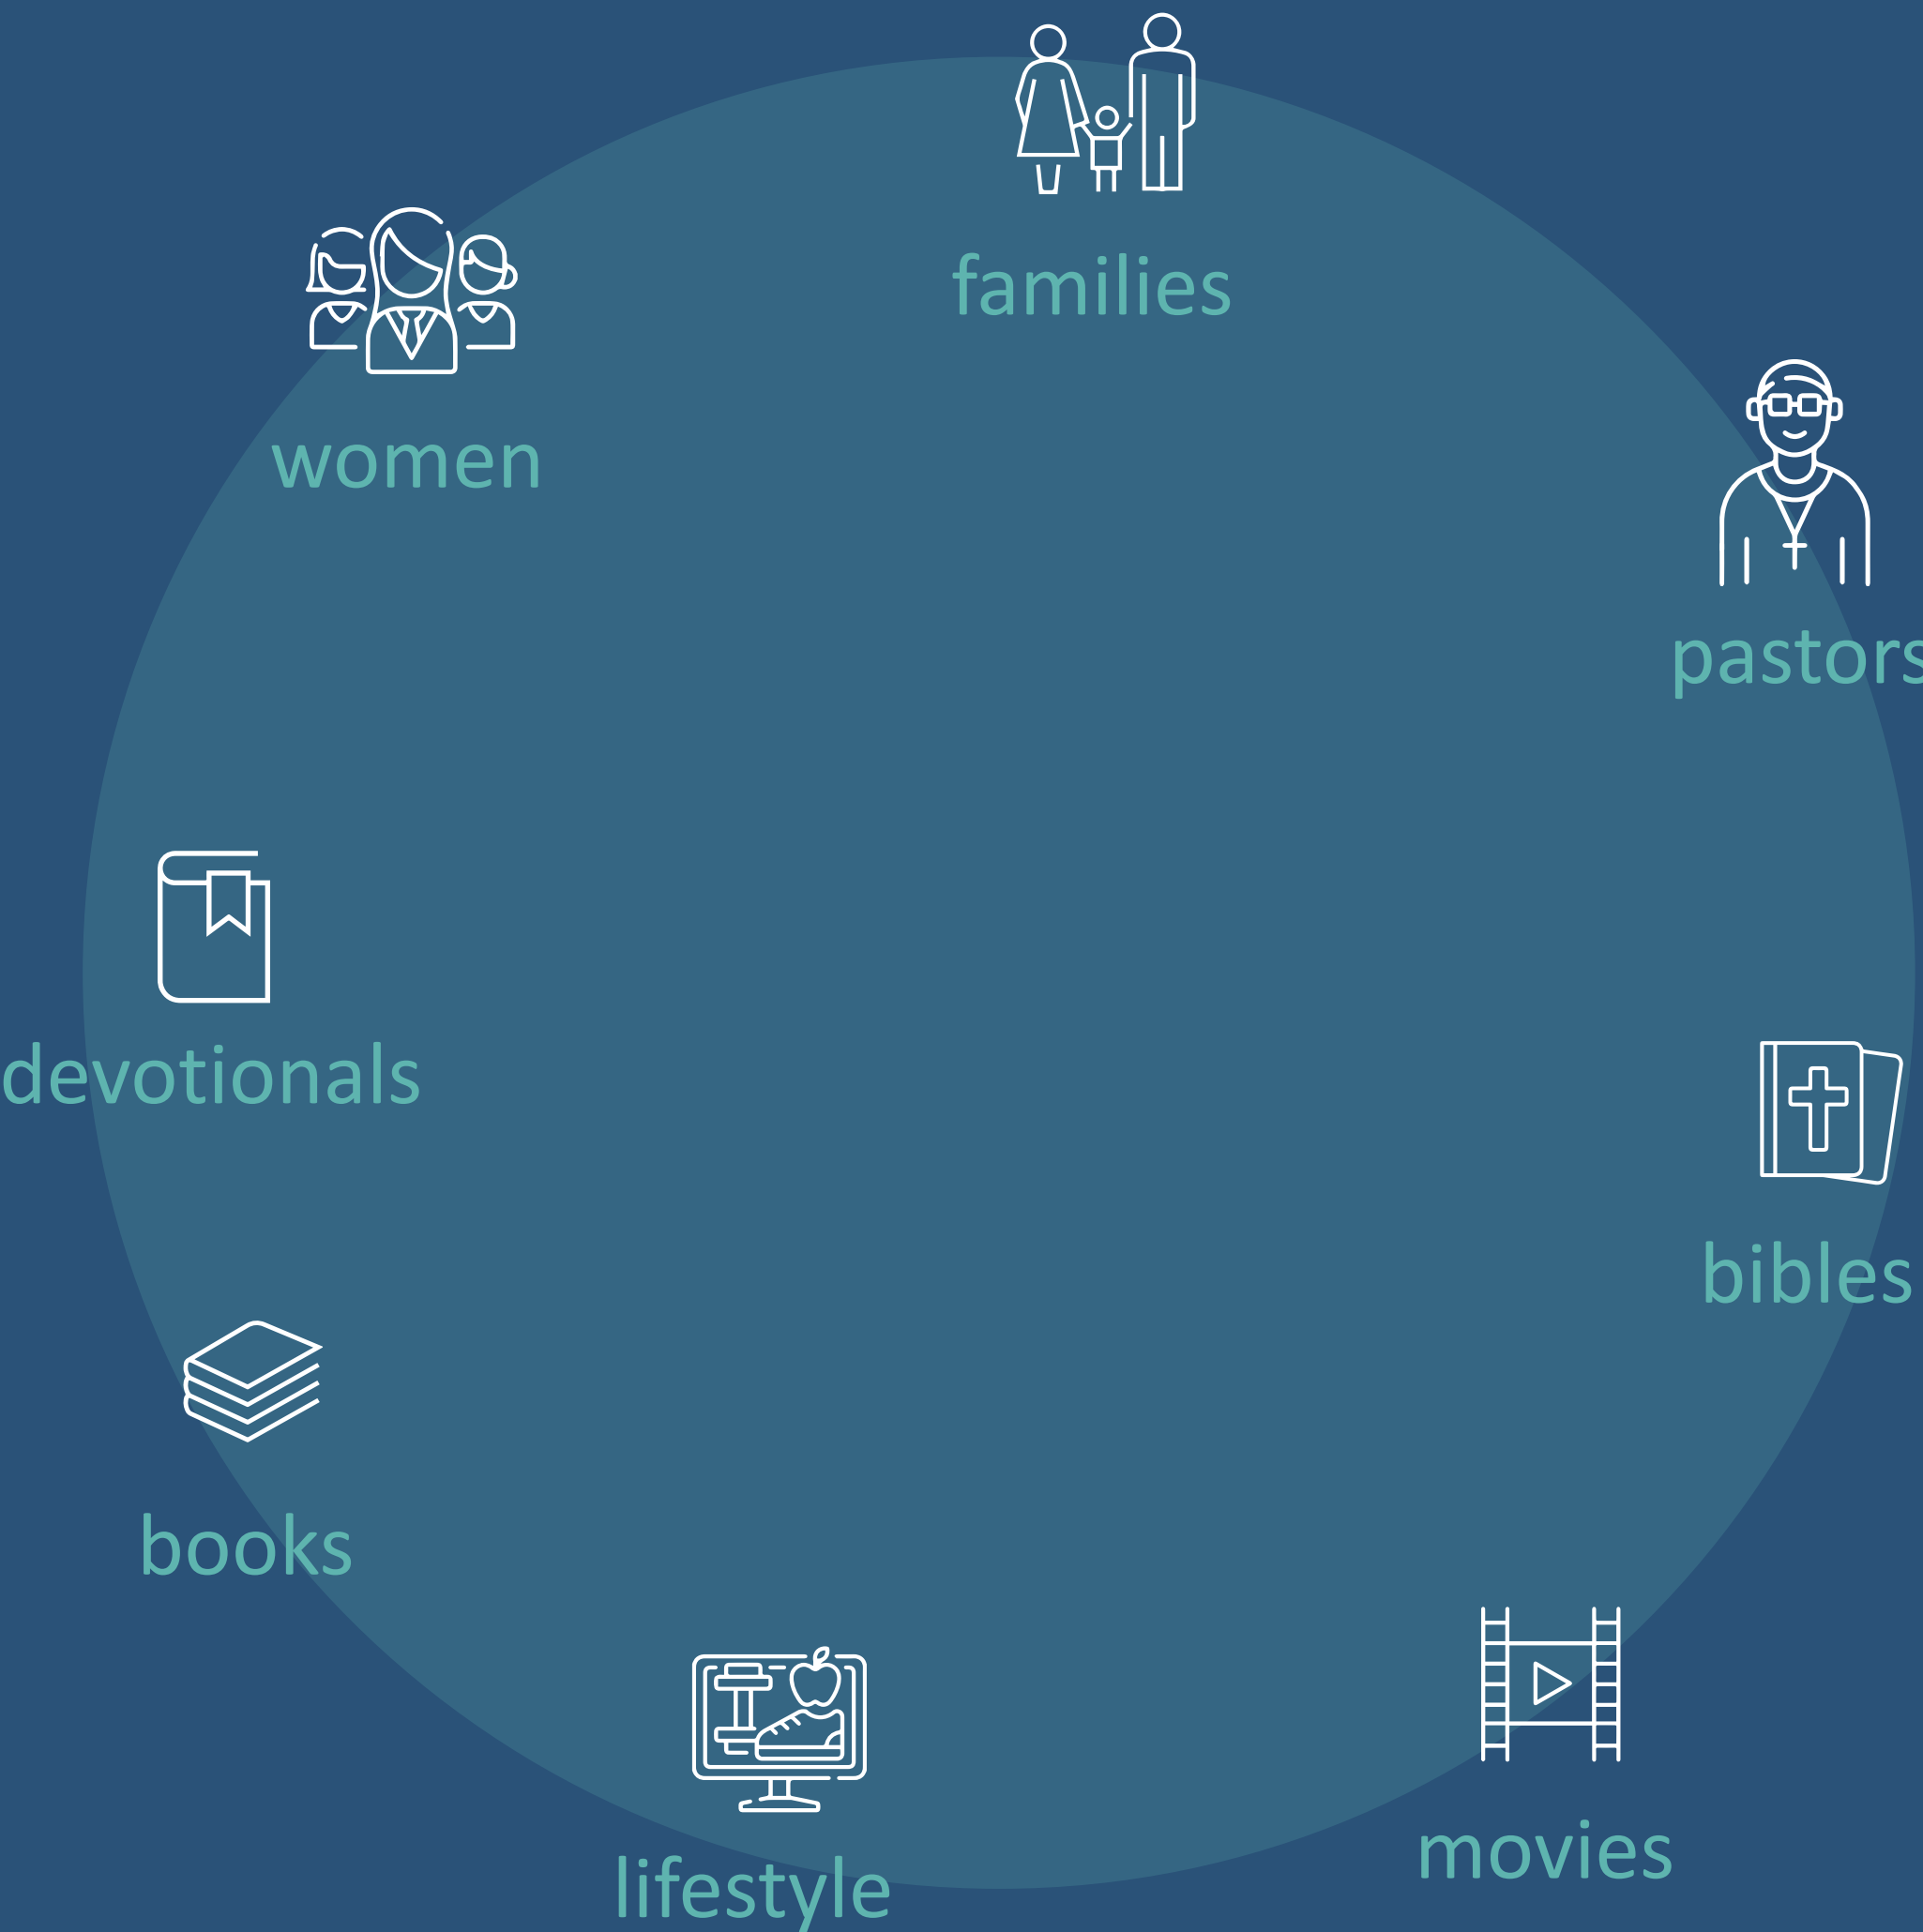 families
women
pastors
devotionals
bibles
books
movies
lifestyle